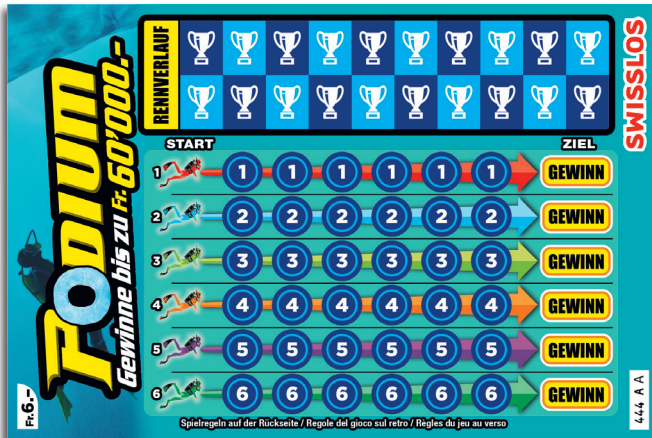 PODIUM
Gewinne bis zu Fr. 60'000.-
Fr.6.–
RENNVERLAUF
SWISSLOS
START
ZIEL
1 1 1 1 1 1 1 GEWINN
2 2 2 2 2 2 2 GEWINN
3 3 3 3 3 3 3 GEWINN
4 4 4 4 4 4 4 GEWINN
5 5 5 5 5 5 5 GEWINN
6 6 6 6 6 6 6 GEWINN
Spielregeln auf der Rückseite / Regole del gioco sul retro / Règles du jeu au verso
444 A A